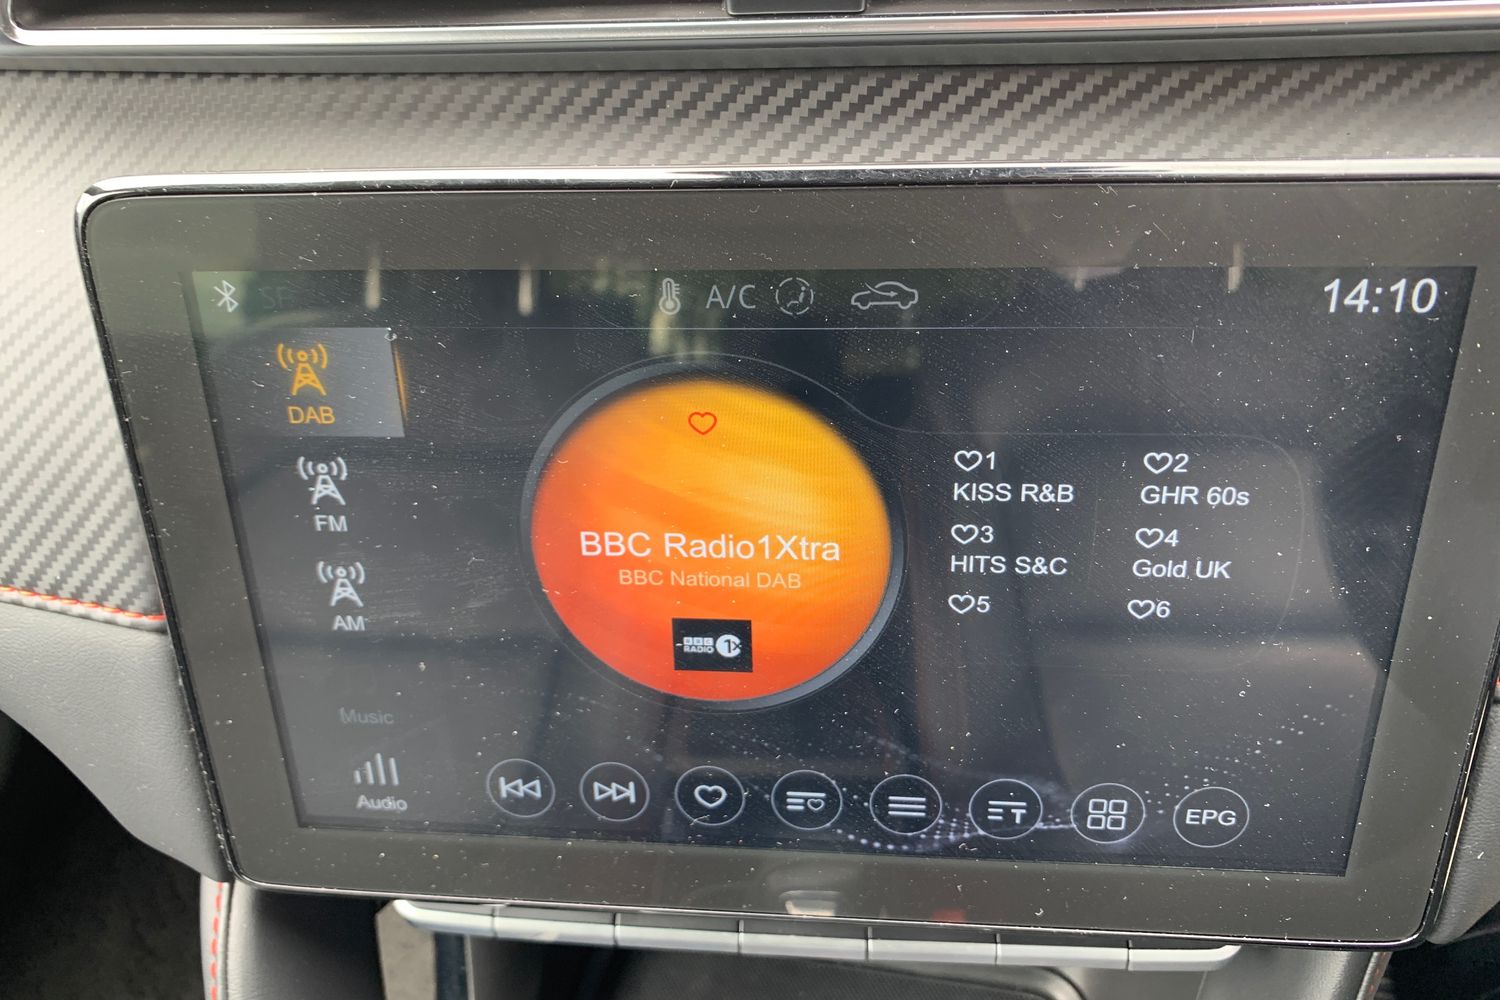 A/C
14:10
DAB
FM
AM
Music
Audio
BBC Radio1Xtra
BBC National DAB
BBC
RADIO 1X
1
KISS R&B
2
GHR 60s
3
HITS S&C
4
Gold UK
5
6
T
EPG